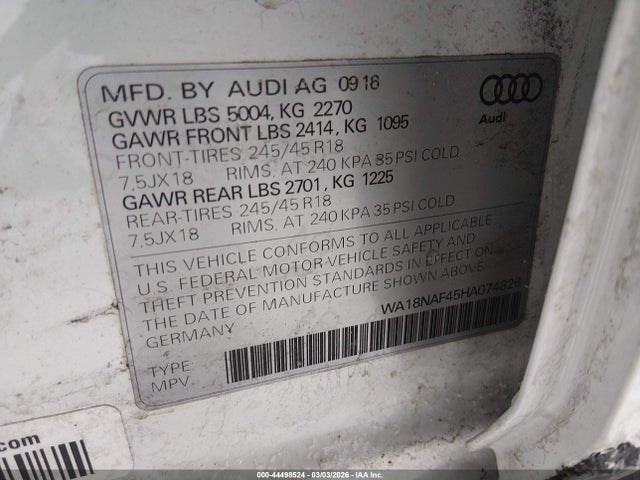 MFD. BY AUDI AG 09 16
GVWR LBS 5004, KG 2270
GAWR FRONT LBS 2414, KG 1095
FRONT-TIRES 245/45 R18
7,5JX18 RIMS, AT 240 KPA 35 PSI COLD
GAWR REAR LBS 2701, KG 1225
REAR-TIRES 245/45 R18
7,5JX18 RIMS, AT 240 KPA 35 PSI COLD
THIS VEHICLE CONFORMS TO ALL APPLICABLE
U.S. FEDERAL MOTOR-VEHICLE SAFETY AND
THEFT PREVENTION STANDARDS IN EFFECT ON
THE DATE OF MANUFACTURE SHOWN ABOVE.
GERMANY
WA18NAF45HA074828
TYPE:
MPV
Audi
.com
000-44498524 03/03/2026 IAA Inc.